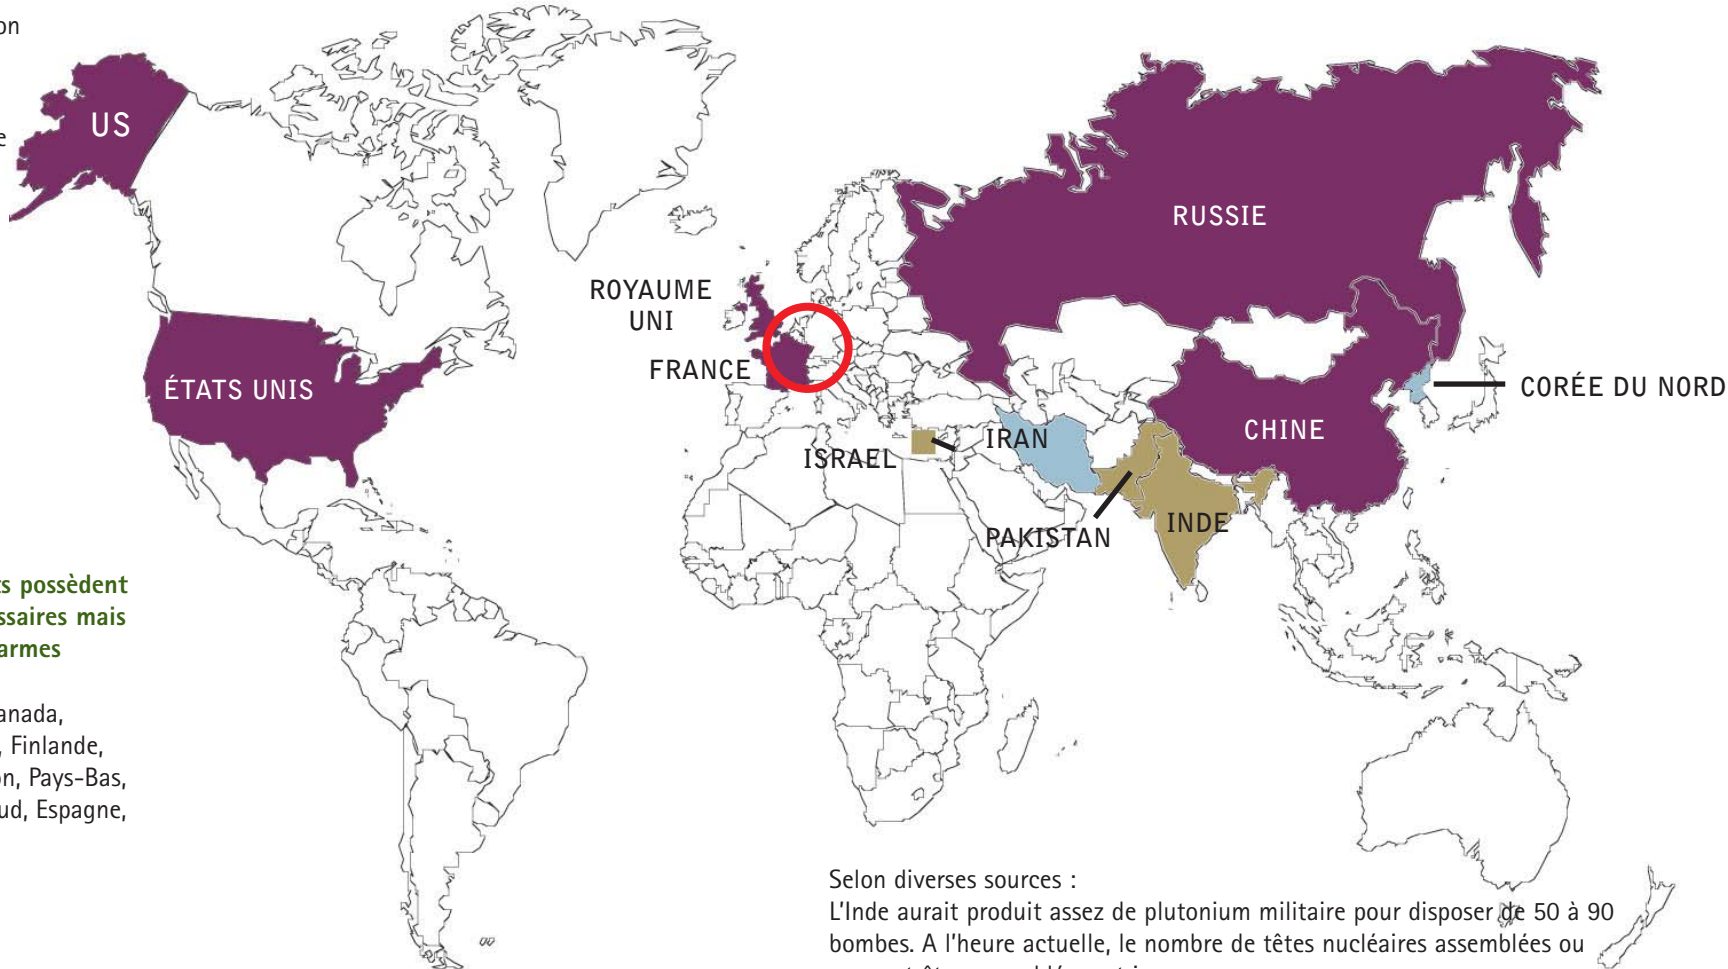 on
e
US
RUSSIE
ROYAUME
UNI
FRANCE
ÉTATS UNIS
CORÉE DU NORD
CHINE
IRAN
ISRAEL
INDE
PAKISTAN
ts possèdent
ssaires mais
armes
anada,
, Finlande,
on, Pays-Bas,
ud, Espagne,
Selon diverses sources :
L'Inde aurait produit assez de plutonium militaire pour disposer de 50 à 90
bombes. A l'heure actuelle, le nombre de têtes nucléaires assemblées ou